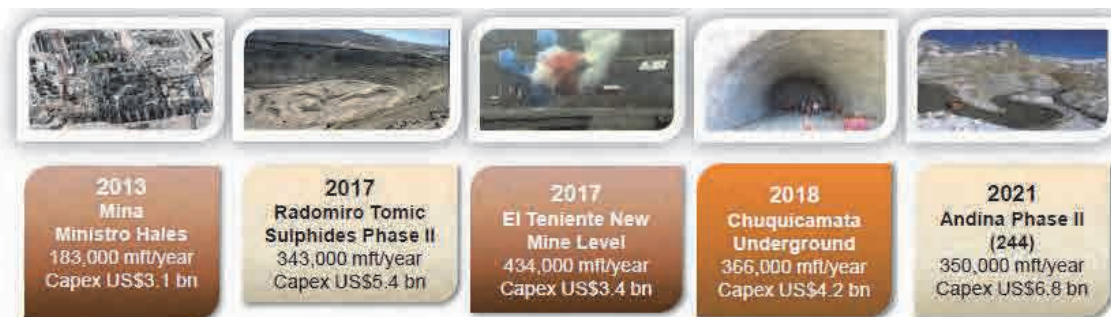 2013
Mina
Ministro Hales
183,000 mft/year
Capex US$3.1 bn
2017
Radomiro Tomic
Sulphides Phase II
343,000 mft/year
Capex US$5.4 bn
2017
El Teniente New
Mine Level
434,000 mft/year
Capex US$3.4 bn
2018
Chuquicamata
Underground
366,000 mft/year
Capex US$4.2 bn
2021
Andina Phase II
(244)
350,000 mft/year
Capex US$6.8 bn